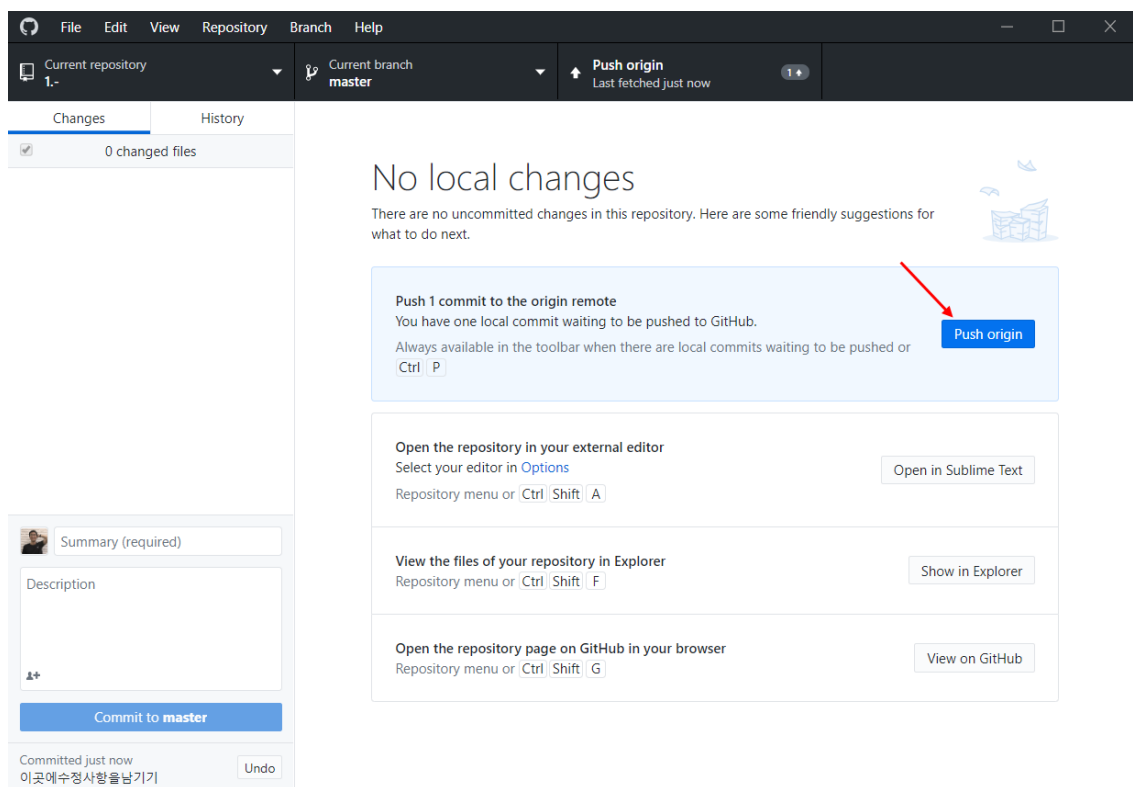 File Edit View Repository Branch Help
Current repository
1.-
Current branch
master
Push origin
Last fetched just now
1
Changes History
0 changed files
No local changes
There are no uncommitted changes in this repository. Here are some friendly suggestions for
what to do next.
Push 1 commit to the origin remote
You have one local commit waiting to be pushed to GitHub.
Always available in the toolbar when there are local commits waiting to be pushed or
Ctrl P
Push origin
Open the repository in your external editor
Select your editor in Options
Repository menu or Ctrl Shift A
Open in Sublime Text
View the files of your repository in Explorer
Repository menu or Ctrl Shift F
Show in Explorer
Open the repository page on GitHub in your browser
Repository menu or Ctrl Shift G
View on GitHub
Summary (required)
Description
Commit to master
Committed just now
이곳에수정사항을남기기
Undo